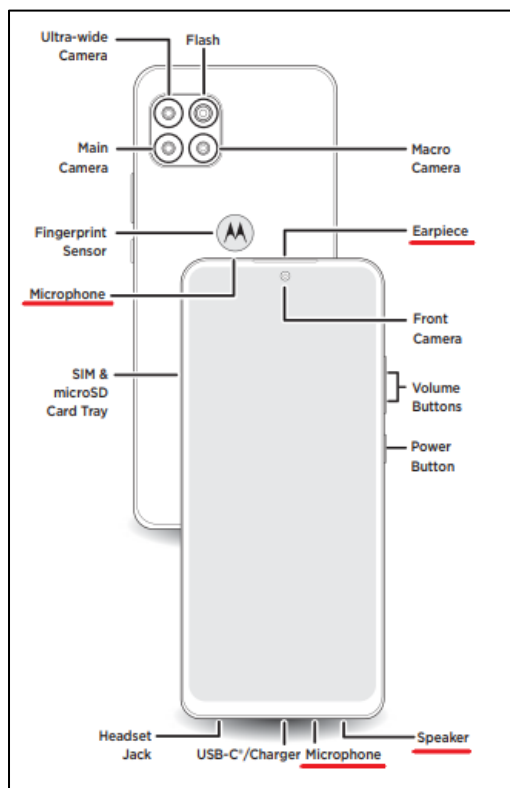 Ultra-wide
Camera
Flash
Main
Camera
Macro
Camera
Fingerprint
Sensor
Earpiece
Microphone
Front
Camera
SIM &
microSD
Card Tray
Volume
Buttons
Power
Button
Headset
Jack
USB-C®/Charger
Microphone
Speaker